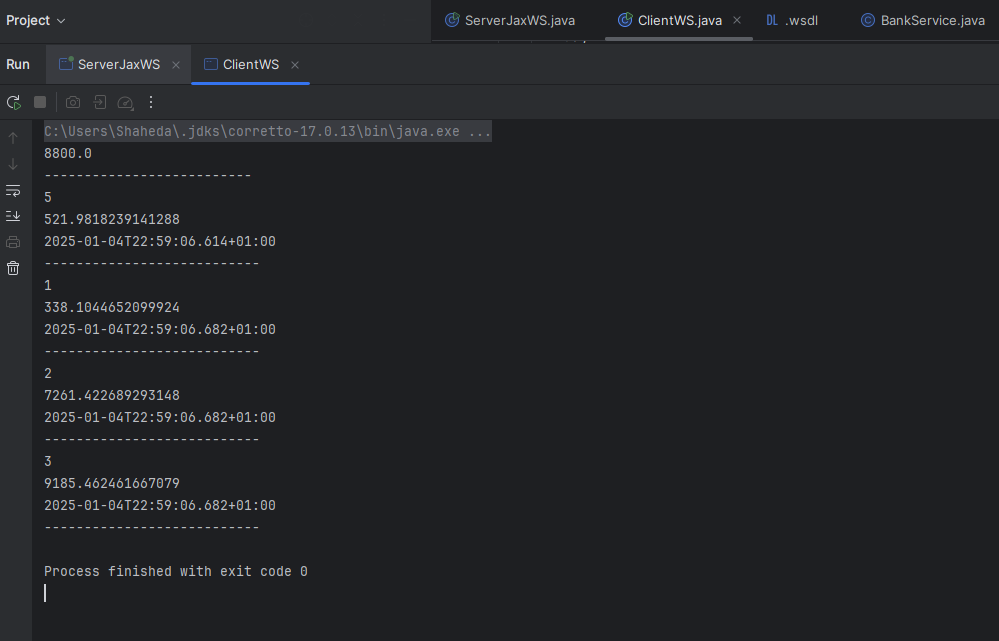 Project
ServerJaxWS.java ClientWS.java .wsdl BankService.java
Run ServerJaxWS ClientWS
C:\Users\Shaheda\.jdks\corretto-17.0.13\bin\java.exe ...
8800.0
--------------------------
5
521.9818239141288
2025-01-04T22:59:06.614+01:00
---------------------------
1
338.1044652099924
2025-01-04T22:59:06.682+01:00
---------------------------
2
7261.422689293148
2025-01-04T22:59:06.682+01:00
---------------------------
3
9185.462461667079
2025-01-04T22:59:06.682+01:00
---------------------------
Process finished with exit code 0